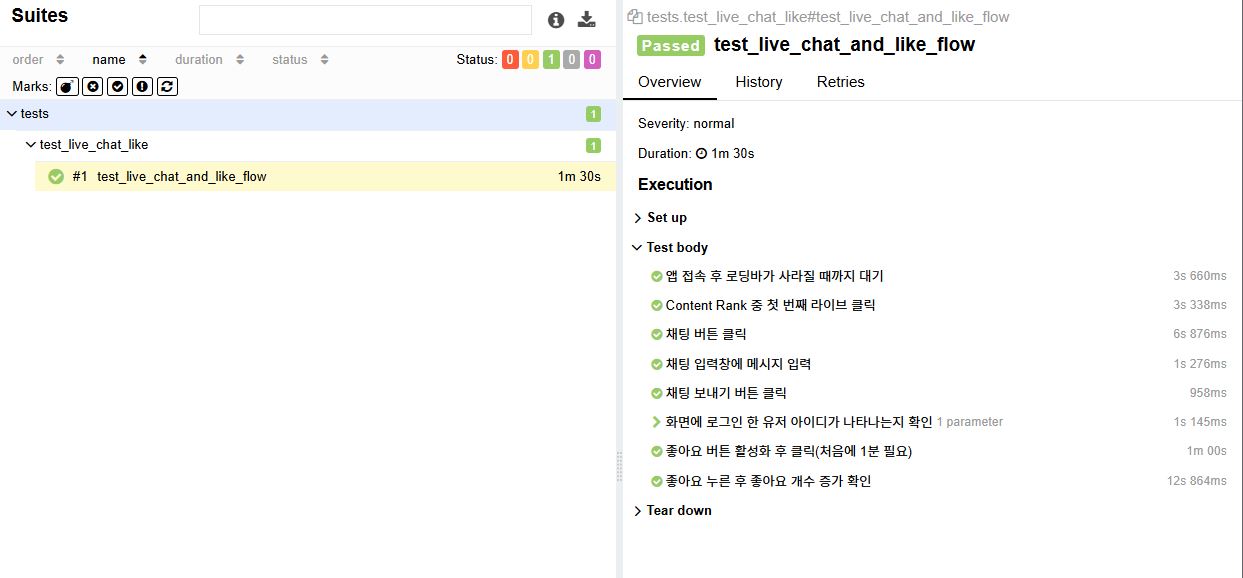 Suites
order name duration status Status: 0 0 1 0 0
Marks:
tests 1
test_live_chat_like 1
#1 test_live_chat_and_like_flow 1m 30s
tests.test_live_chat_like#test_live_chat_and_like_flow
Passed test_live_chat_and_like_flow
Overview History Retries
Severity: normal
Duration: 1m 30s
Execution
Set up
Test body
앱 접속 후 로딩바가 사라질 때까지 대기 3s 660ms
Content Rank 중 첫 번째 라이브 클릭 3s 338ms
채팅 버튼 클릭 6s 876ms
채팅 입력창에 메시지 입력 1s 276ms
채팅 보내기 버튼 클릭 958ms
화면에 로그인 한 유저 아이디가 나타나는지 확인 1 parameter 1s 145ms
좋아요 버튼 활성화 후 클릭(처음에 1분 필요) 1m 00s
좋아요 누른 후 좋아요 개수 증가 확인 12s 864ms
Tear down